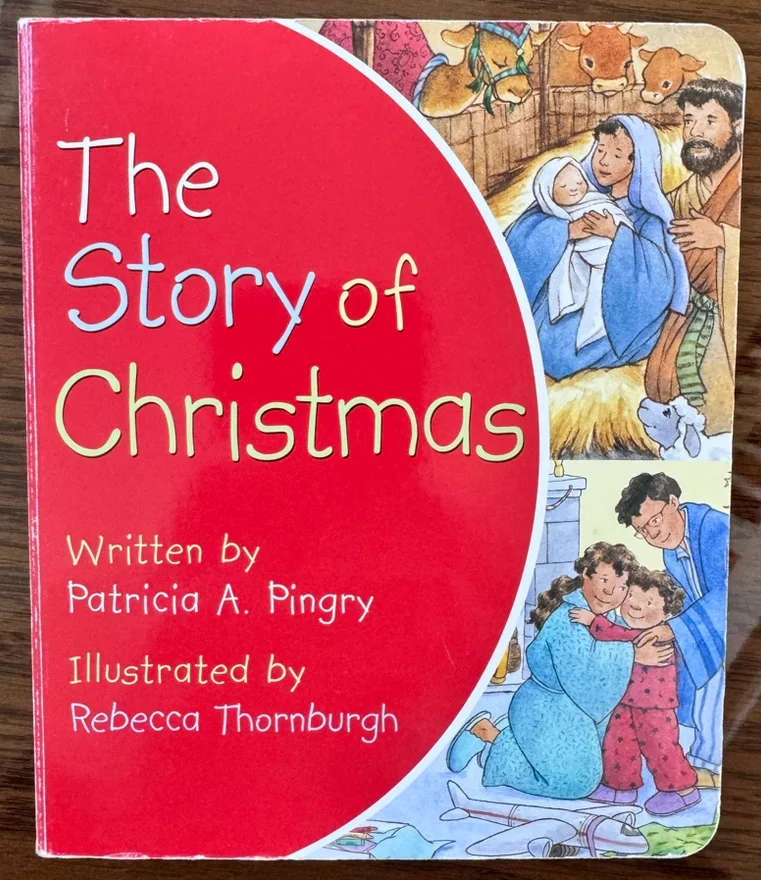 The
Story of
Christmas
Written by
Patricia A. Pingry
Illustrated by
Rebecca Thornburgh